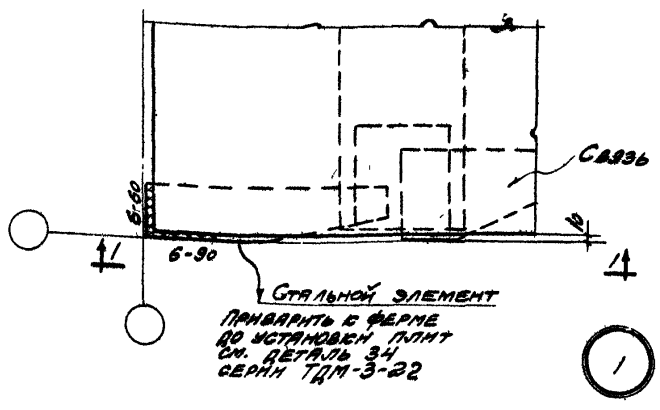 Связь
6-60
10
1
6-90
1
Стальной элемент
приварить к ферме
до установки плит
см. деталь 34
серии ТДМ-3-22
1